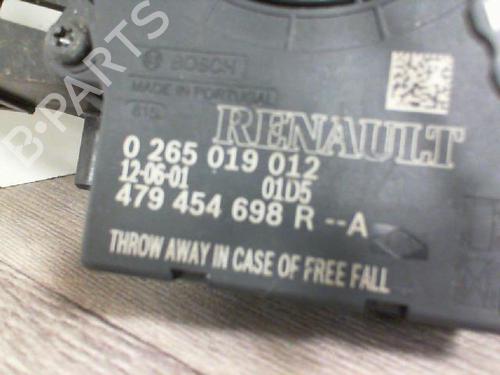 BOSCH
MADE IN PORTUGAL
615
RENAULT
0 265 019 012
12-06-01 01D5
479 454 698 R --A
THROW AWAY IN CASE OF FREE FALL
B-PARTS